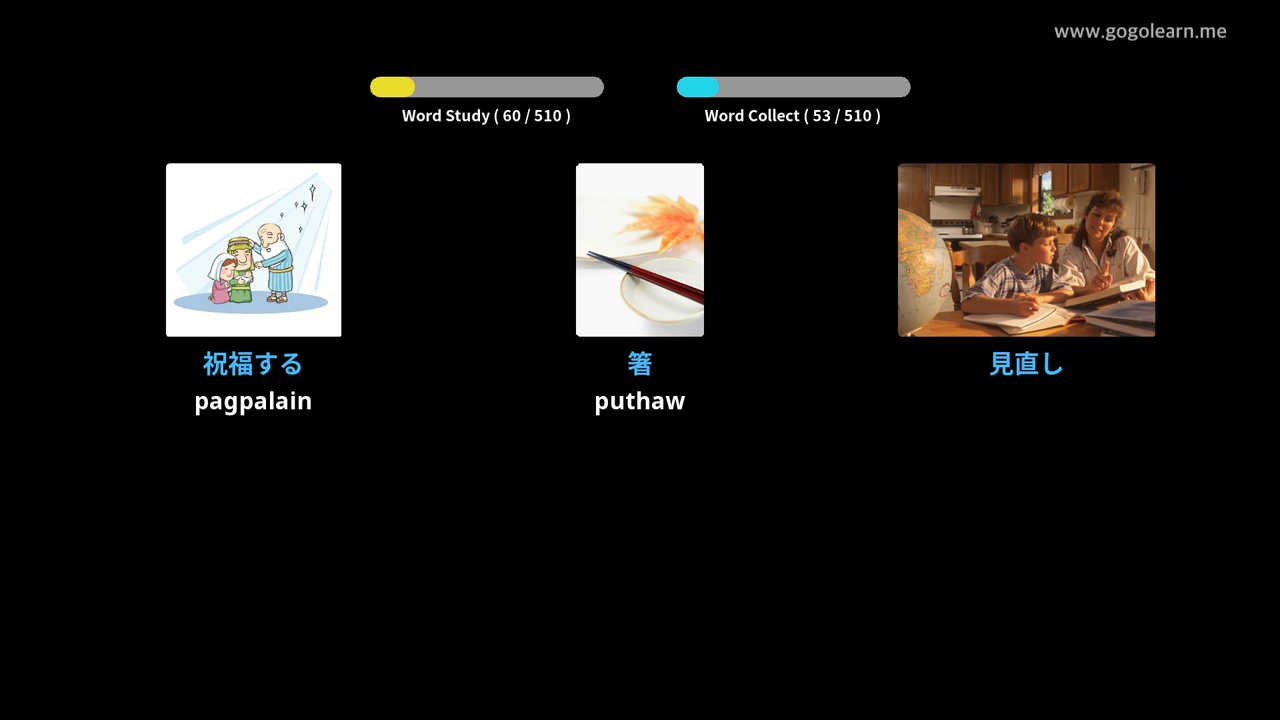 www.gogolearn.me
Word Study ( 60 / 510 )
Word Collect ( 53 / 510 )
祝福する
pagpalain
箸
puthaw
見直し